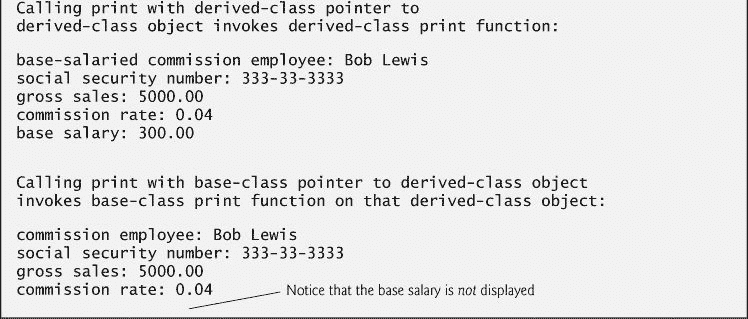 Calling print with derived-class pointer to
derived-class object invokes derived-class print function:
base-salaried commission employee: Bob Lewis
social security number: 333-33-3333
gross sales: 5000.00
commission rate: 0.04
base salary: 300.00
Calling print with base-class pointer to derived-class object
invokes base-class print function on that derived-class object:
commission employee: Bob Lewis
social security number: 333-33-3333
gross sales: 5000.00
commission rate: 0.04
Notice that the base salary is not displayed